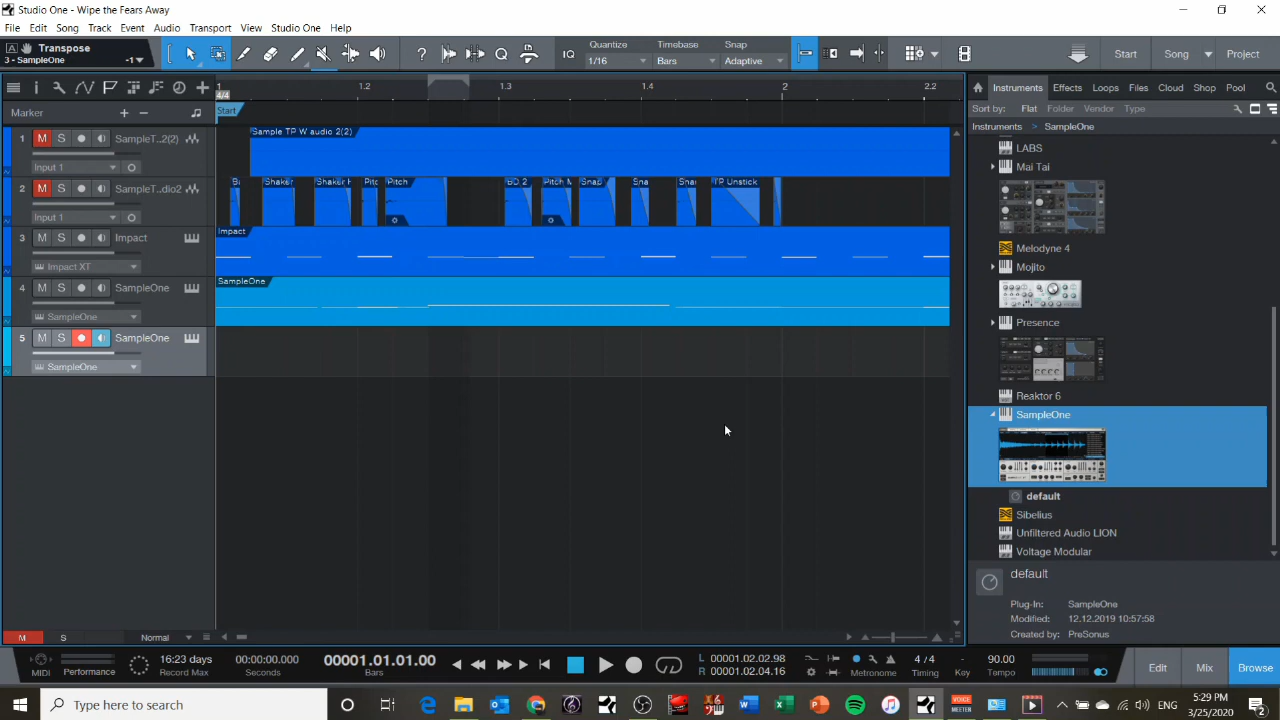 Studio One - Wipe the Fears Away
File Edit Song Track Event Audio Transport View Studio One Help
Transpose
3 - SampleOne -1
IQ
Quantize
1/16
Timebase
Bars
Snap
Adaptive
Start
Song
Project
1 1.2 1.3 1.4 2 2.2
4/4
Marker
Start
Instruments Effects Loops Files Cloud Shop Pool
Sort by: Flat Folder Vendor Type
Instruments > SampleOne
1 M S SampleT...2(2)
Input 1
Sample TP W audio 2(2)
2 M S SampleT...dio2
Input 1
Shaker
Pitch
BD 2
Pitch M
Snap
Sna
TP Unstick
3 M S Impact
Impact XT
Impact
4 M S SampleOne
SampleOne
SampleOne
5 M S SampleOne
SampleOne
LABS
Mai Tai
Melodyne 4
Mojito
Presence
Reaktor 6
SampleOne
default
Sibelius
Unfiltered Audio LION
Voltage Modular
default
Plug-In: SampleOne
Modified: 12.12.2019 10:57:58
Created by: PreSonus
M S Normal
MIDI
Performance
16:23 days
Record Max
00:00:00.000
Seconds
00001.01.01.00
Bars
L 00001.02.02.98
R 00001.02.04.16
Metronome
4 / 4
Timing
-
Key
90.00
Tempo
Edit Mix Browse
Type here to search
VOICE MEETER
ENG
5:29 PM
3/25/2020